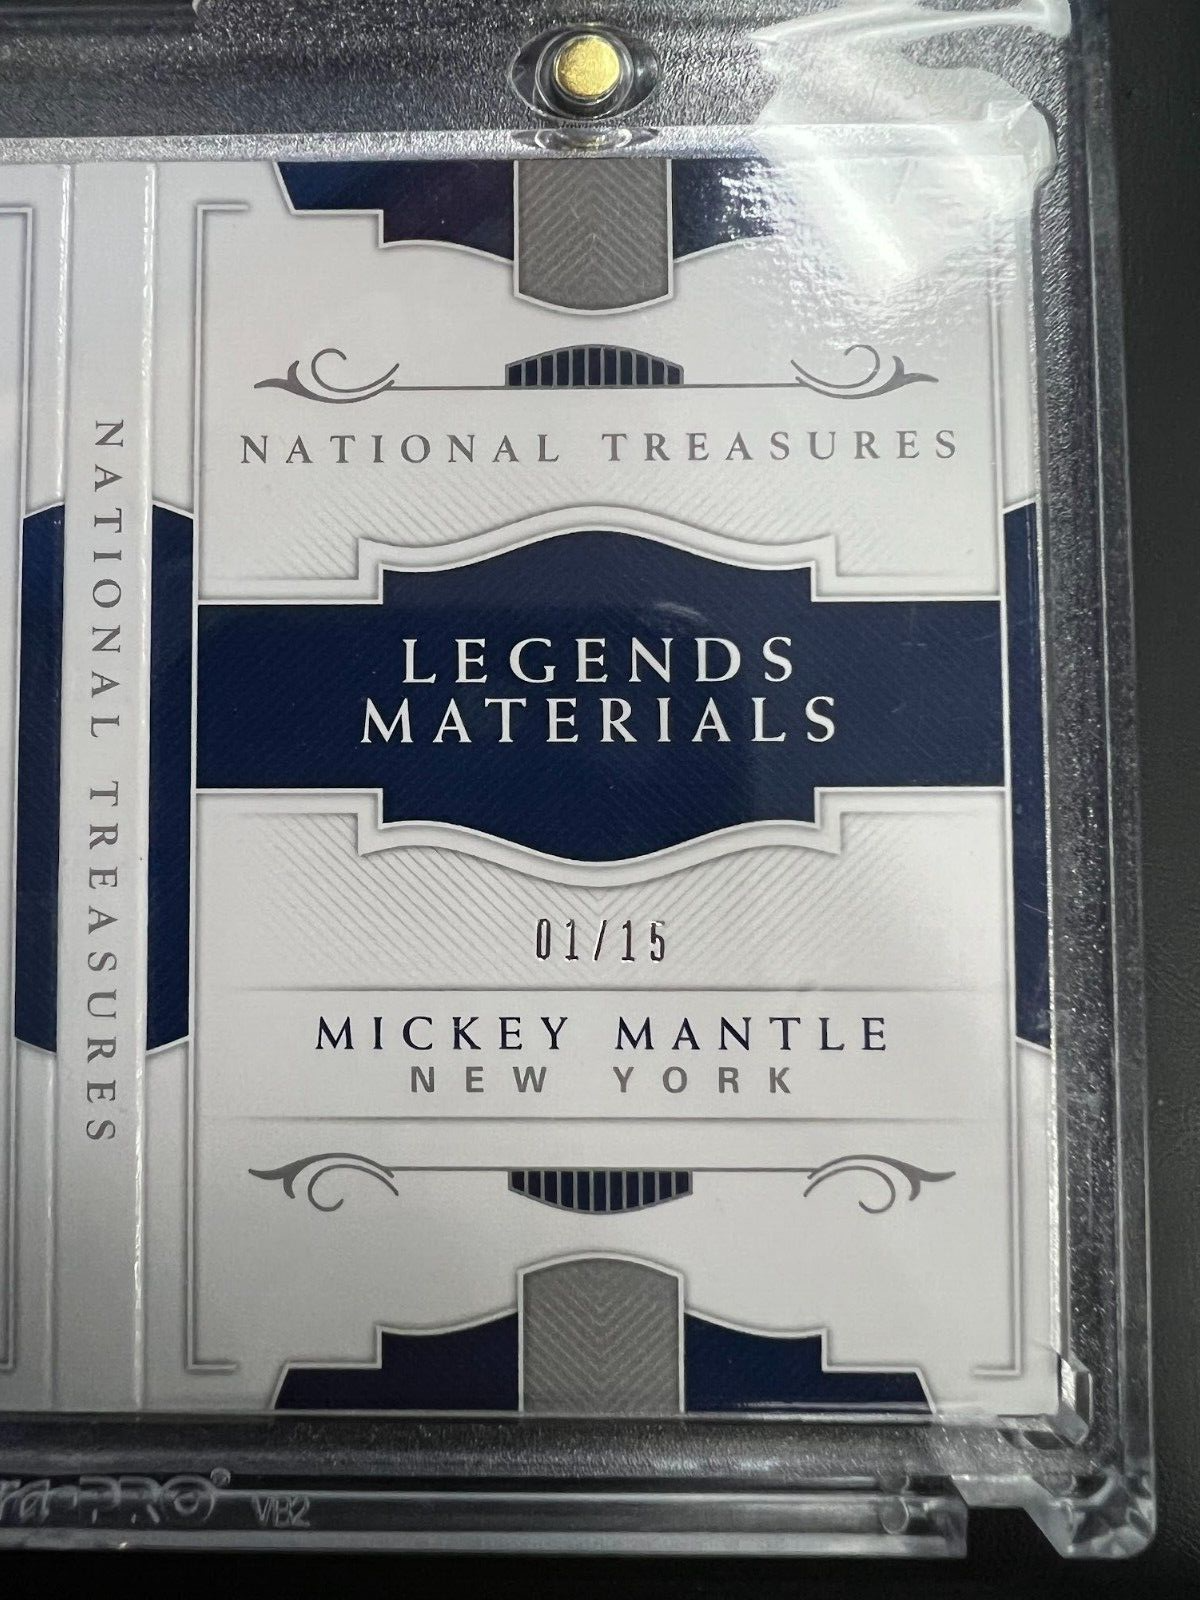 NATIONAL TREASURES
NATIONAL TREASURES
LEGENDS
MATERIALS
01/15
MICKEY MANTLE
NEW YORK
VB2